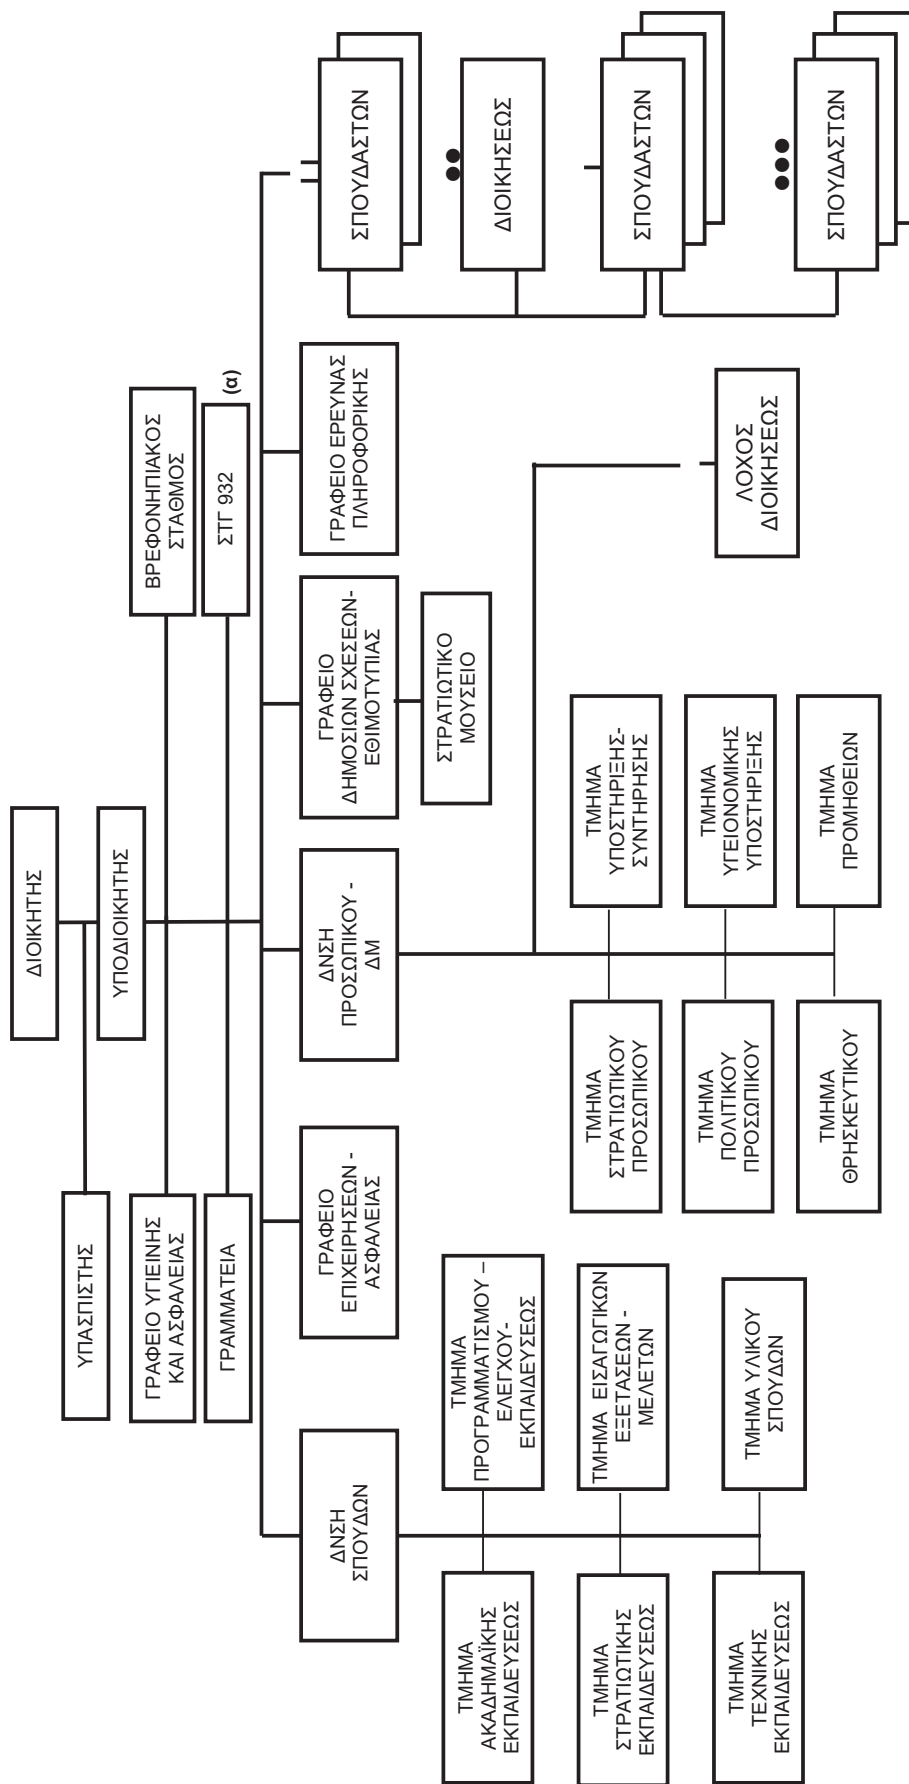 ΔΙΟΙΚΗΤΗΣ
ΥΠΑΣΠΙΣΤΗΣ
ΥΠΟΔΙΟΙΚΗΤΗΣ
ΓΡΑΦΕΙΟ ΥΓΙΕΙΝΗΣ
ΚΑΙ ΑΣΦΑΛΕΙΑΣ
ΒΡΕΦΟΝΗΠΙΑΚΟΣ
ΣΤΑΘΜΟΣ
ΓΡΑΜΜΑΤΕΙΑ
ΣΤΓ 932
(α)
ΔΝΣΗ
ΣΠΟΥΔΩΝ
ΓΡΑΦΕΙΟ
ΕΠΙΧΕΙΡΗΣΕΩΝ -
ΑΣΦΑΛΕΙΑΣ
ΔΝΣΗ
ΠΡΟΣΩΠΙΚΟΥ -
ΔΜ
ΓΡΑΦΕΙΟ
ΔΗΜΟΣΙΩΝ ΣΧΕΣΕΩΝ-
ΕΘΙΜΟΤΥΠΙΑΣ
ΓΡΑΦΕΙΟ ΕΡΕΥΝΑΣ
ΠΛΗΡΟΦΟΡΙΚΗΣ
ΣΠΟΥΔΑΣΤΩΝ
ΣΤΡΑΤΙΩΤΙΚΟ
ΜΟΥΣΕΙΟ
ΔΙΟΙΚΗΣΕΩΣ
ΤΜΗΜΑ
ΑΚΑΔΗΜΑΪΚΗΣ
ΕΚΠΑΙΔΕΥΣΕΩΣ
ΤΜΗΜΑ
ΠΡΟΓΡΑΜΜΑΤΙΣΜΟΥ –
ΕΛΕΓΧΟΥ-
ΕΚΠΑΙΔΕΥΣΕΩΣ
ΤΜΗΜΑ
ΣΤΡΑΤΙΩΤΙΚΗΣ
ΕΚΠΑΙΔΕΥΣΕΩΣ
ΤΜΗΜΑ ΕΙΣΑΓΩΓΙΚΩΝ
ΕΞΕΤΑΣΕΩΝ -
ΜΕΛΕΤΩΝ
ΤΜΗΜΑ
ΣΤΡΑΤΙΩΤΙΚΟΥ
ΠΡΟΣΩΠΙΚΟΥ
ΤΜΗΜΑ
ΥΠΟΣΤΗΡΙΞΗΣ-
ΣΥΝΤΗΡΗΣΗΣ
ΣΠΟΥΔΑΣΤΩΝ
ΤΜΗΜΑ
ΤΕΧΝΙΚΗΣ
ΕΚΠΑΙΔΕΥΣΕΩΣ
ΤΜΗΜΑ ΥΛΙΚΟΥ
ΣΠΟΥΔΩΝ
ΤΜΗΜΑ
ΠΟΛΙΤΙΚΟΥ
ΠΡΟΣΩΠΙΚΟΥ
ΤΜΗΜΑ
ΥΓΕΙΟΝΟΜΙΚΗΣ
ΥΠΟΣΤΗΡΙΞΗΣ
ΛΟΧΟΣ
ΔΙΟΙΚΗΣΕΩΣ
ΤΜΗΜΑ
ΘΡΗΣΚΕΥΤΙΚΟΥ
ΤΜΗΜΑ
ΠΡΟΜΗΘΕΙΩΝ
ΣΠΟΥΔΑΣΤΩΝ